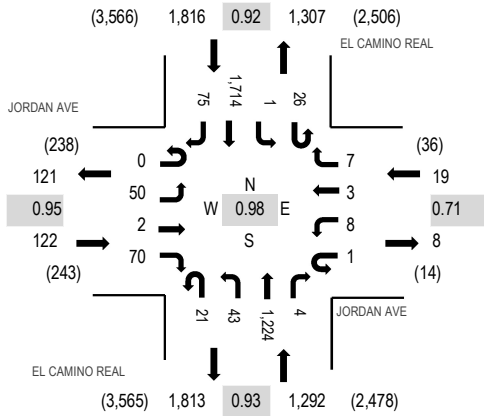 (3,566) 1,816 0.92 1,307 (2,506)
EL CAMINO REAL
JORDAN AVE
75 1,714 1 26
(238) 0 7 (36)
121 50 3 19
N
0.95 W 0.98 E 0.71
S
122 2 8 8
(243) 70 1 (14)
21 43 1,224 4
JORDAN AVE
EL CAMINO REAL
(3,565) 1,813 0.93 1,292 (2,478)